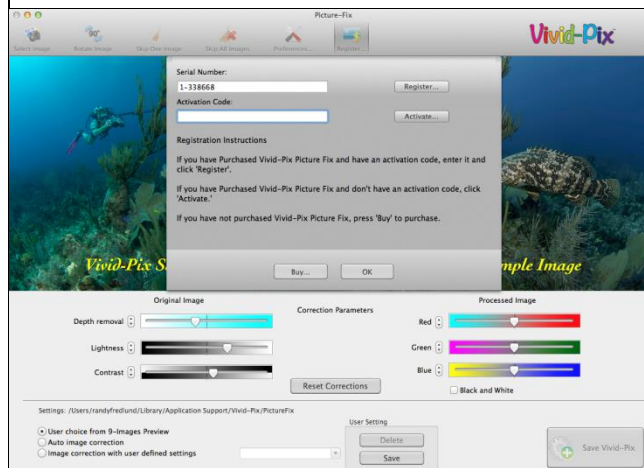 Picture-Fix
Select Image
90°
Rotate Image
Skip One Image
Skip All Images
Preferences...
Register...
Vivid-Pix
Serial Number:
1-338668
Register...
Activation Code:
Activate...
Registration Instructions
If you have Purchased Vivid-Pix Picture Fix and have an activation code, enter it and
click 'Register'.
If you have Purchased Vivid-Pix Picture Fix and don't have an activation code, click
'Activate.'
If you have not purchased Vivid-Pix Picture Fix, press 'Buy' to purchase.
Vivid-Pix S
mple Image
Buy...
OK
Original Image
Correction Parameters
Processed Image
Depth removal
Red
Lightness
Green
Contrast
Blue
Reset Corrections
Black and White
Settings: /Users/randyfredlund/Library/Application Support/Vivid-Pix/PictureFix
User Setting
User choice from 9-Images Preview
Auto image correction
Image correction with user defined settings
Delete
Save
Save Vivid-Pix